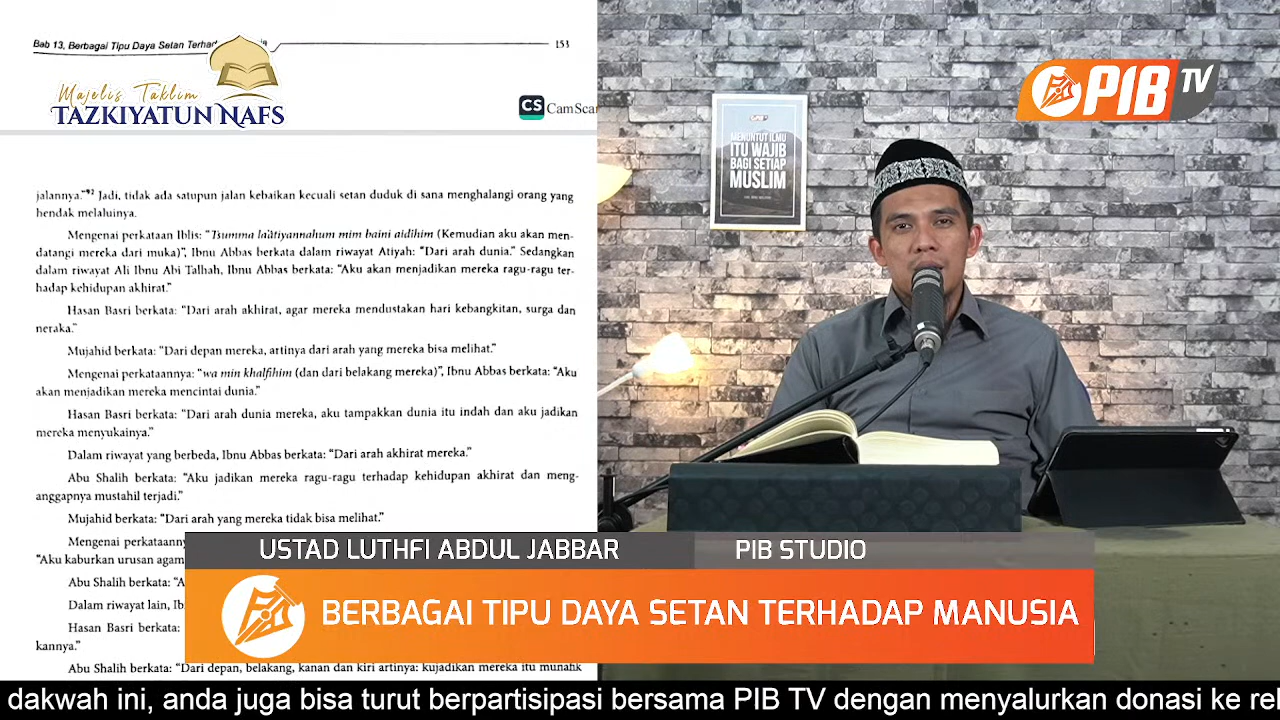 Bab 13, Berbagai Tipu Daya Setan
153
Majelis Taklim
TAZKIYATUN NAFS
CS CamScan
jalannya."⁹² Jadi, tidak ada satupun jalan kebaikan kecuali setan duduk di sana menghalangi orang yang
hendak melaluinya.
Mengenai perkataan Iblis: "Tsumma laâtiyannahum mim baini aidihim (Kemudian aku akan men-
datangi mereka dari muka)", Ibnu Abbas berkata dalam riwayat Atiyah: "Dari arah dunia." Sedangkan
dalam riwayat Ali Ibnu Abi Talhah, Ibnu Abbas berkata: "Aku akan menjadikan mereka ragu-ragu ter-
hadap kehidupan akhirat."
Hasan Basri berkata: "Dari arah akhirat, agar mereka mendustakan hari kebangkitan, surga dan
neraka."
Mujahid berkata: "Dari depan mereka, artinya dari arah yang mereka bisa melihat."
Mengenai perkataannya: "wa min khalfihim (dan dari belakang mereka)", Ibnu Abbas berkata: "Aku
akan menjadikan mereka mencintai dunia."
Hasan Basri berkata: "Dari arah dunia mereka, aku tampakkan dunia itu indah dan aku jadikan
mereka menyukainya."
Dalam riwayat yang berbeda, Ibnu Abbas berkata: "Dari arah akhirat mereka."
Abu Shalih berkata: "Aku jadikan mereka ragu-ragu terhadap kehidupan akhirat dan meng-
anggapnya mustahil terjadi."
Mujahid berkata: "Dari arah yang mereka tidak bisa melihat."
Mengenai perkataanny
"Aku kaburkan urusan agam
Abu Shalih berkata: "A
Dalam riwayat lain, Ib
Hasan Basri berkata:
kannya."
Abu Shalih berkata: "Dari depan, belakang, kanan dan kiri artinya: kujadikan mereka itu munafik
PIB TV
MENUNTUT ILMU
ITU WAJIB
BAGI SETIAP
MUSLIM
USTAD LUTHFI ABDUL JABBAR
PIB STUDIO
BERBAGAI TIPU DAYA SETAN TERHADAP MANUSIA
dakwah ini, anda juga bisa turut berpartisipasi bersama PIB TV dengan menyalurkan donasi ke re